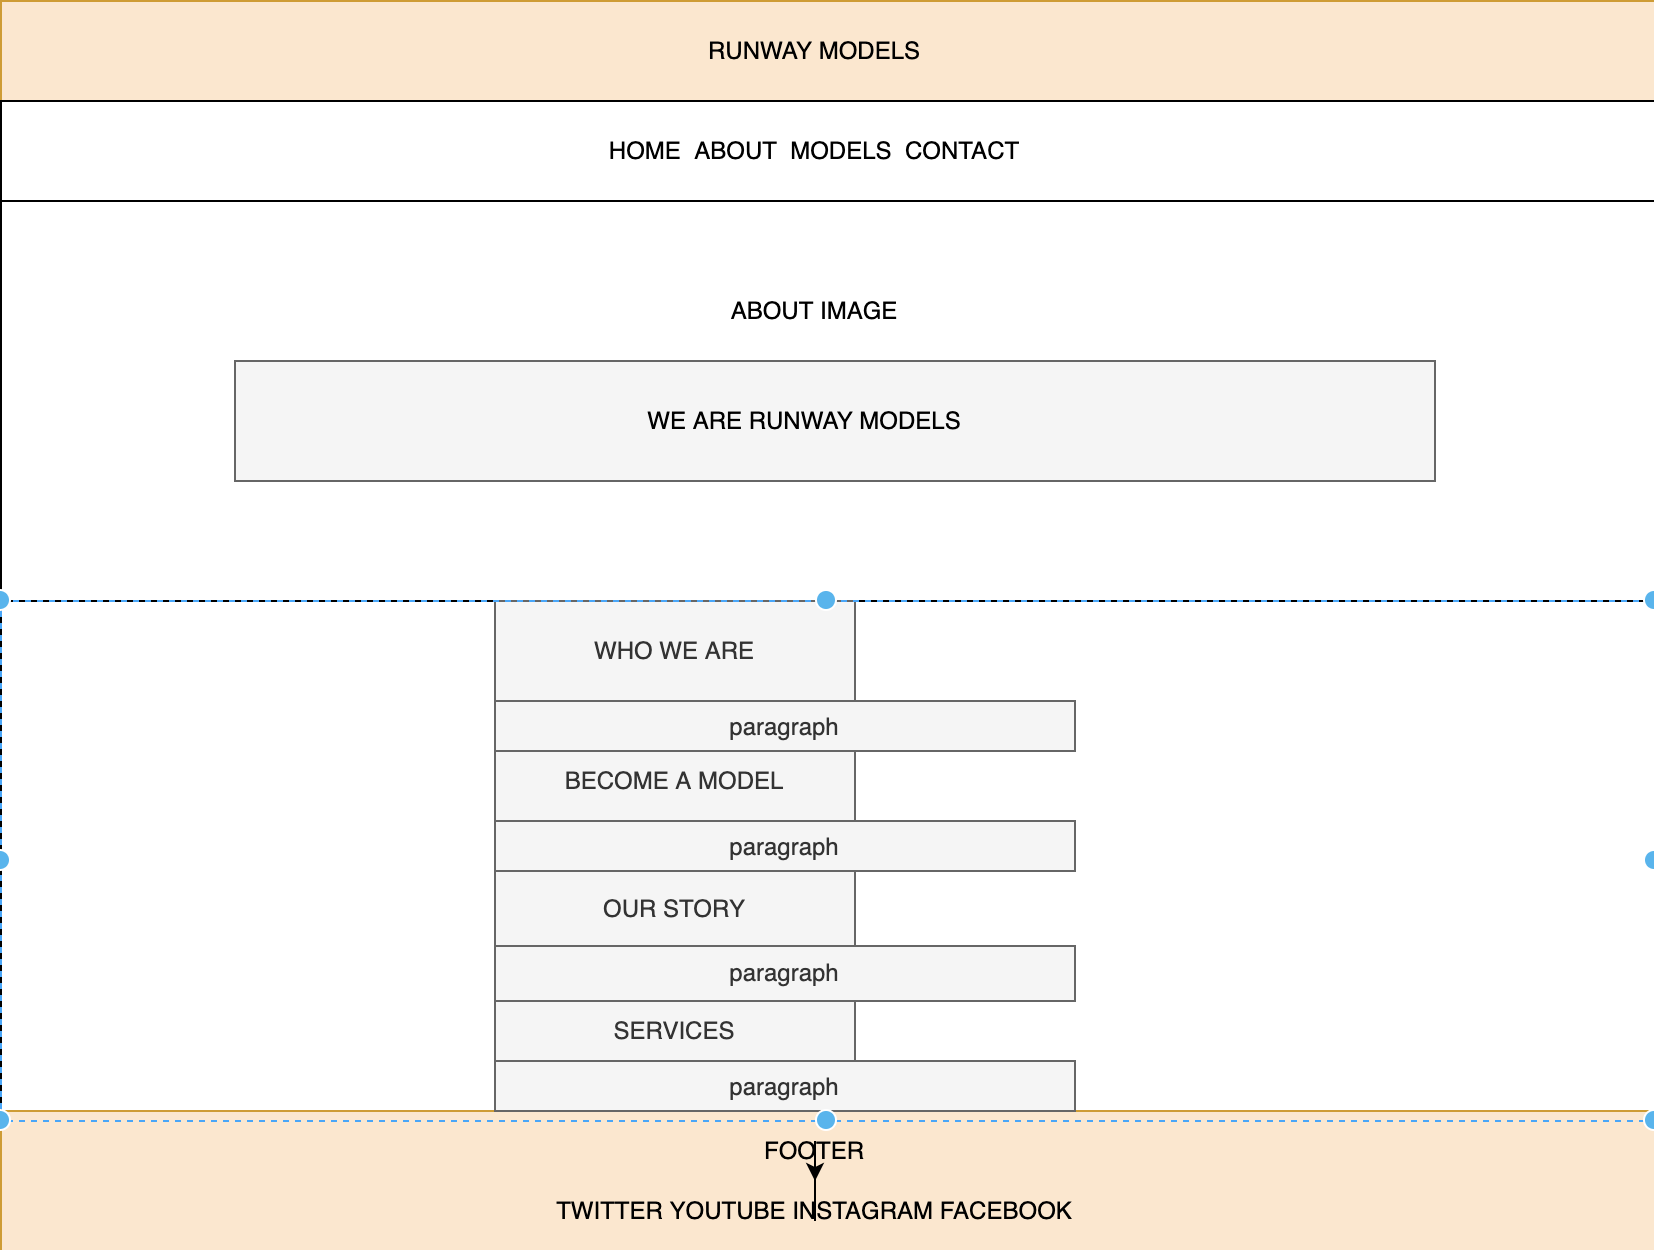 RUNWAY MODELS
HOME ABOUT MODELS CONTACT
ABOUT IMAGE
WE ARE RUNWAY MODELS
WHO WE ARE
paragraph
BECOME A MODEL
paragraph
OUR STORY
paragraph
SERVICES
paragraph
FOOTER
TWITTER YOUTUBE INSTAGRAM FACEBOOK